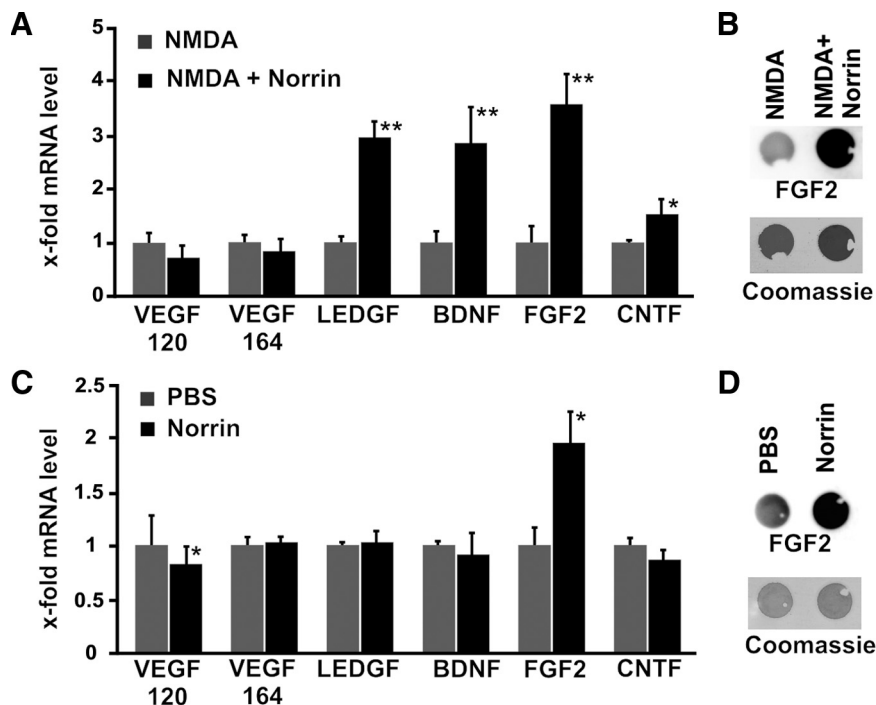 A
x-fold mRNA level
5
4
3
2
1
0
NMDA
NMDA + Norrin
**
**
**
*
VEGF 120
VEGF 164
LEDGF
BDNF
FGF2
CNTF
B
NMDA
NMDA+ Norrin
FGF2
Coomassie
C
x-fold mRNA level
2.5
2
1.5
1
0.5
0
PBS
Norrin
*
*
VEGF 120
VEGF 164
LEDGF
BDNF
FGF2
CNTF
D
PBS
Norrin
FGF2
Coomassie